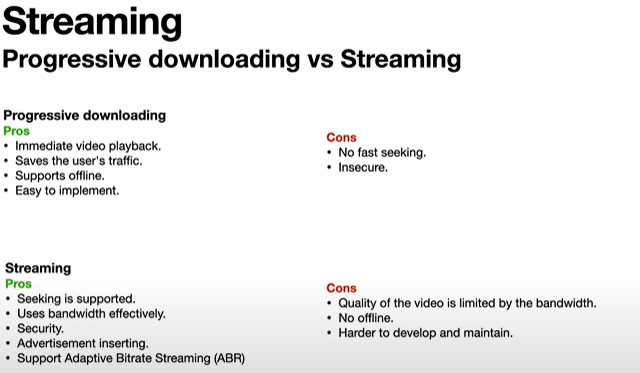 Streaming
Progressive downloading vs Streaming
Progressive downloading
Pros
• Immediate video playback.
• Saves the user's traffic.
• Supports offline.
• Easy to implement.
Cons
• No fast seeking.
• Insecure.
Streaming
Pros
• Seeking is supported.
• Uses bandwidth effectively.
• Security.
• Advertisement inserting.
• Support Adaptive Bitrate Streaming (ABR)
Cons
• Quality of the video is limited by the bandwidth.
• No offline.
• Harder to develop and maintain.